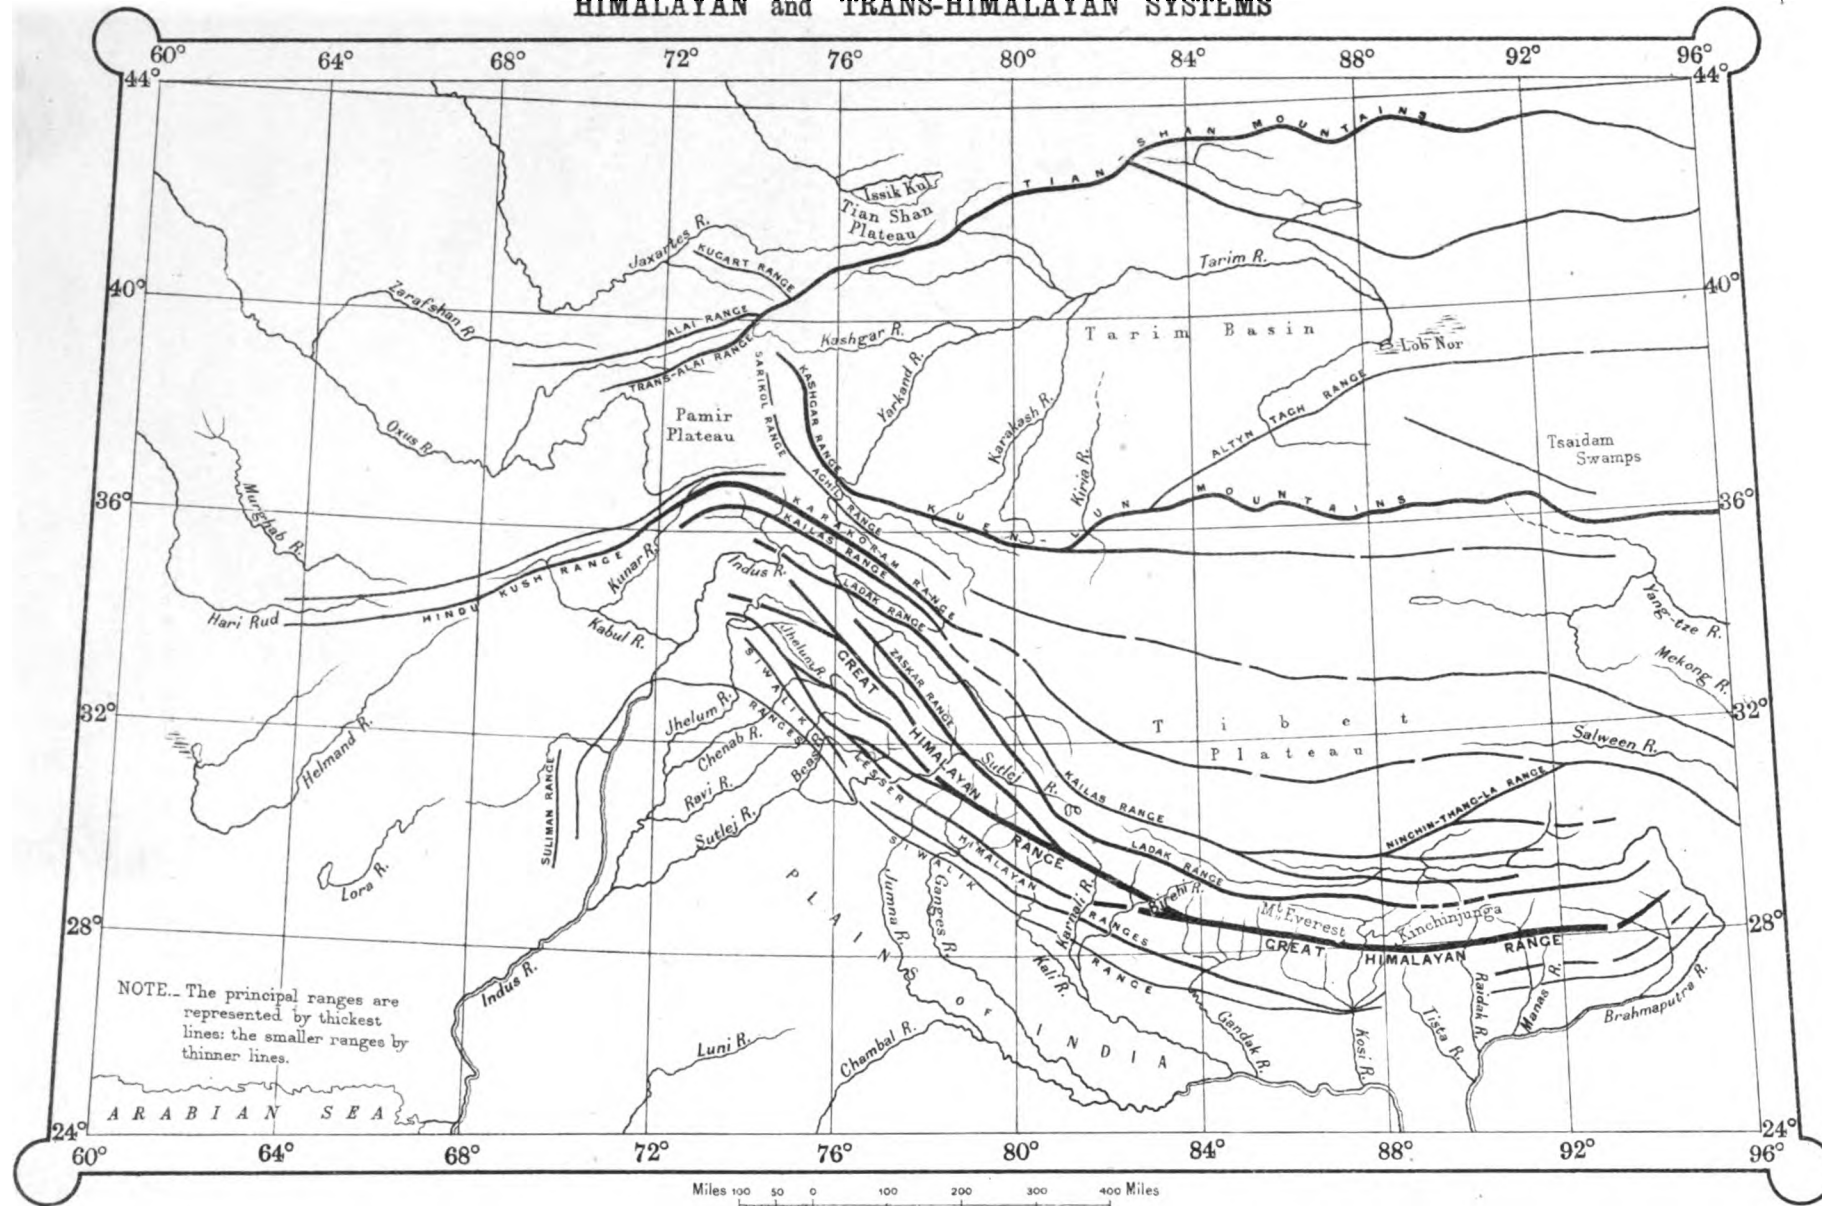 HIMALAYAN and TRANS-HIMALAYAN SYSTEMS
60° 64° 68° 72° 76° 80° 84° 88° 92° 96°
44° 44°
TIAN SHAN MOUNTAINS
Issik Kul
Tian Shan
Plateau
Jaxartes R.
KUGART RANGE
Tarim R.
40° 40°
Zarafshan R.
ALAI RANGE
TRANS-ALAI RANGE
Kashgar R.
Tarim Basin
Lob Nor
SARIKOL RANGE
KASHGAR RANGE
Yarkand R.
Karakash R.
Kiria R.
ALTYN TAGH RANGE
Pamir
Plateau
Oxus R.
Tsaidam
Swamps
AGHIL RANGE
36° 36°
Murghab R.
KUEN LUN MOUNTAINS
KARAKORAM RANGE
KAILAS RANGE
HINDU KUSH RANGE
Kunar R.
Indus R.
LADAK RANGE
Hari Rud
Kabul R.
Yang-tze R.
Mekong R.
Jhelum R.
ZASKAR RANGE
GREAT HIMALAYAN RANGE
SIWALIK RANGES
32° 32°
Helmand R.
Jhelum R.
Chenab R.
Ravi R.
Beas
Sutlej R.
Tibet
Plateau
Salween R.
SULIMAN RANGE
Sutlej R.
LESSER HIMALAYAN RANGES
KAILAS RANGE
LADAK RANGE
NINCHIN-THANG-LA RANGE
Lora R.
SIWALIK RANGE
PLAINS OF INDIA
Jumna R.
Ganges R.
Karnali R.
Kali R.
Mt. Everest
Kinchinjunga
28° 28°
GREAT HIMALAYAN RANGE
Indus R.
NOTE.- The principal ranges are
represented by thickest
lines: the smaller ranges by
thinner lines.
Luni R.
Chambal R.
Gandak R.
Kosi R.
Tista R.
Raidak R.
Manas R.
Brahmaputra R.
ARABIAN SEA
24° 24°
60° 64° 68° 72° 76° 80° 84° 88° 92° 96°
Miles 100 50 0 100 200 300 400 Miles